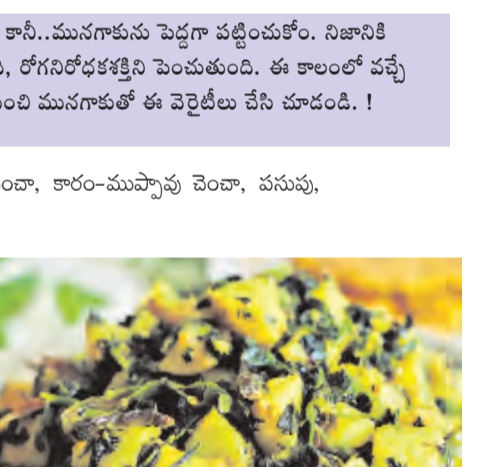 కానీ..మునగాకును పెద్దగా పట్టించుకోం. నిజానికి
రోగనిరోధకశక్తిని పెంచుతుంది. ఈ కాలంలో వచ్చే
మునగాకుతో ఈ వెరైటీలు చేసి చూడండి. !
కారం-ముప్పావు చెంచా, పసుపు,